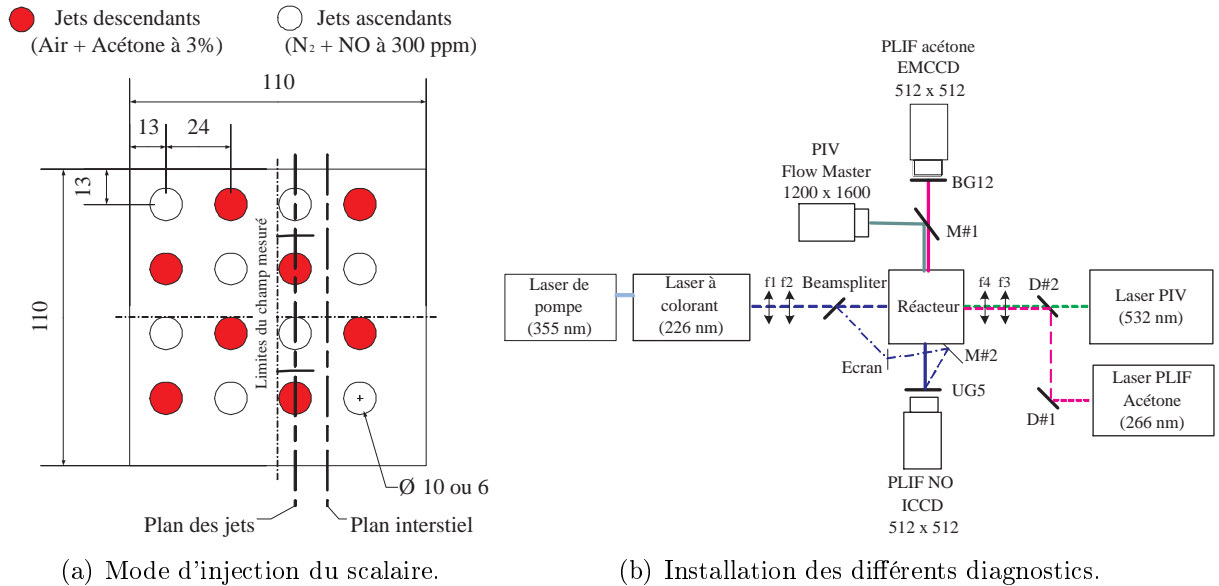 Jets descendants
(Air + Acétone à 3%)
Jets ascendants
(N₂ + NO à 300 ppm)
110
13
24
13
110
Limites du champ mesuré
Ø 10 ou 6
Plan des jets
Plan interstiel
(a) Mode d'injection du scalaire.
PLIF acétone
EMCCD
512 x 512
PIV
Flow Master
1200 x 1600
BG12
M#1
Laser de
pompe
(355 nm)
Laser à
colorant
(226 nm)
f1 f2
Beamspliter
Réacteur
f4 f3
D#2
Laser PIV
(532 nm)
Ecran
M#2
UG5
D#1
Laser PLIF
Acétone
(266 nm)
PLIF NO
ICCD
512 x 512
(b) Installation des différents diagnostics.